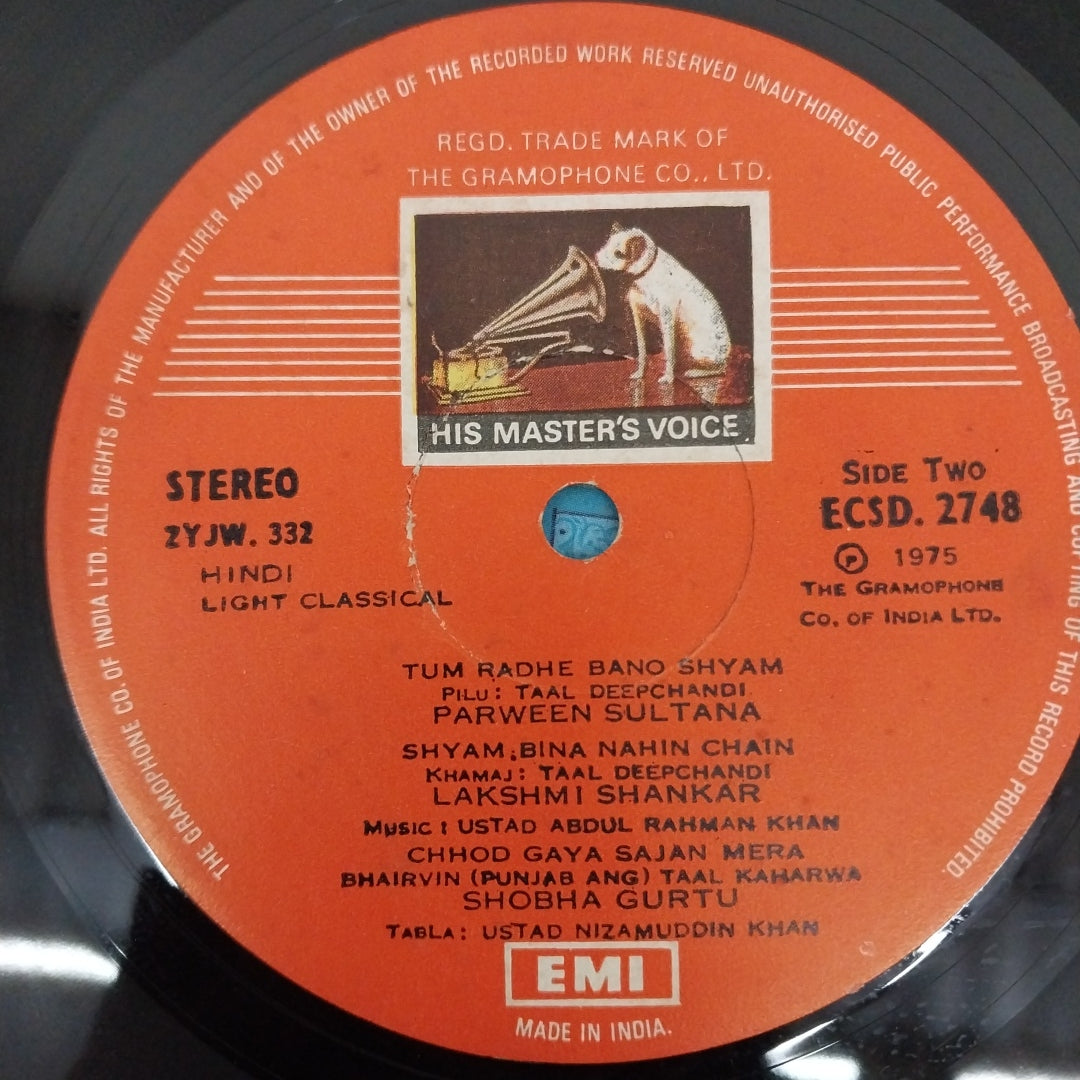 THE GRAMOPHONE CO. OF INDIA LTD. ALL RIGHTS OF THE MANUFACTURER AND OF THE OWNER OF THE RECORDED WORK RESERVED UNAUTHORISED PUBLIC PERFORMANCE BROADCASTING AND COPYING OF THIS RECORD PROHIBITED.
REGD. TRADE MARK OF
THE GRAMOPHONE CO., LTD.
HIS MASTER'S VOICE
STEREO
2YJW. 332
HINDI
LIGHT CLASSICAL
SIDE TWO
ECSD. 2748
Ⓟ 1975
THE GRAMOPHONE
CO. OF INDIA LTD.
TUM RADHE BANO SHYAM
PILU: TAAL DEEPCHANDI
PARWEEN SULTANA
SHYAM BINA NAHIN CHAIN
KHAMAJ: TAAL DEEPCHANDI
LAKSHMI SHANKAR
MUSIC: USTAD ABDUL RAHMAN KHAN
CHHOD GAYA SAJAN MERA
BHAIRVIN (PUNJAB ANG) TAAL KAHARWA
SHOBHA GURTU
TABLA: USTAD NIZAMUDDIN KHAN
EMI
MADE IN INDIA.